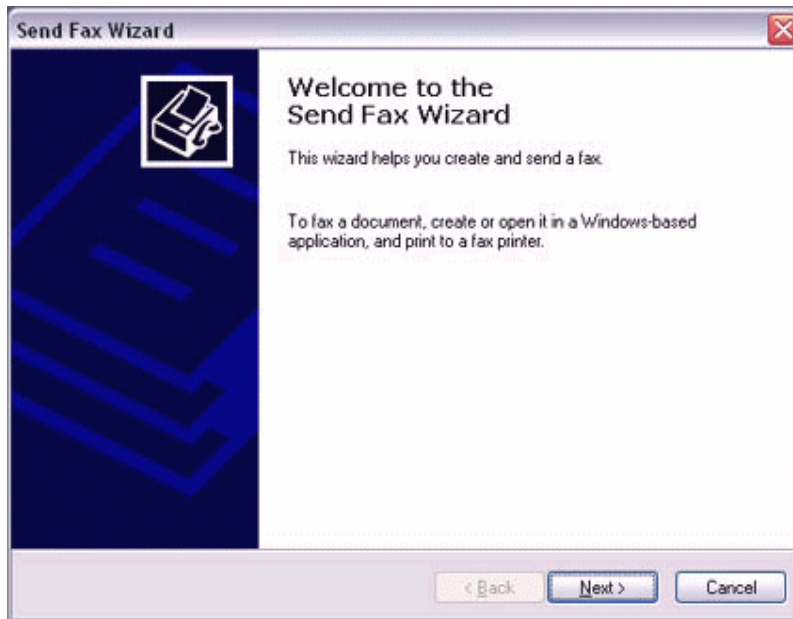 Send Fax Wizard
Welcome to the
Send Fax Wizard
This wizard helps you create and send a fax.
To fax a document, create or open it in a Windows-based
application, and print to a fax printer.
< Back
Next >
Cancel